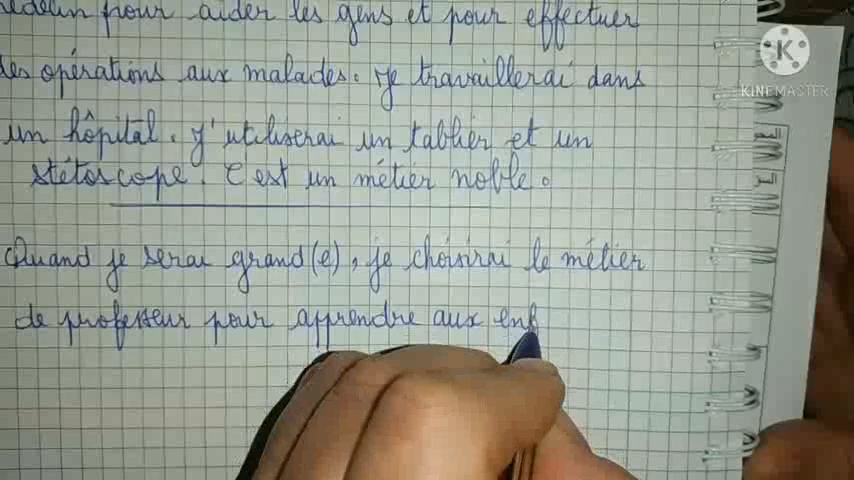 médecin pour aider les gens et pour effectuer
des opérations aux malades. je travaillerai dans
un hôpital. j'utiliserai un tablier et un
stétoscope. C'est un métier noble.
Quand je serai grand(e), je choisirai le métier
de professeur pour apprendre aux enf
K
KINEMASTER